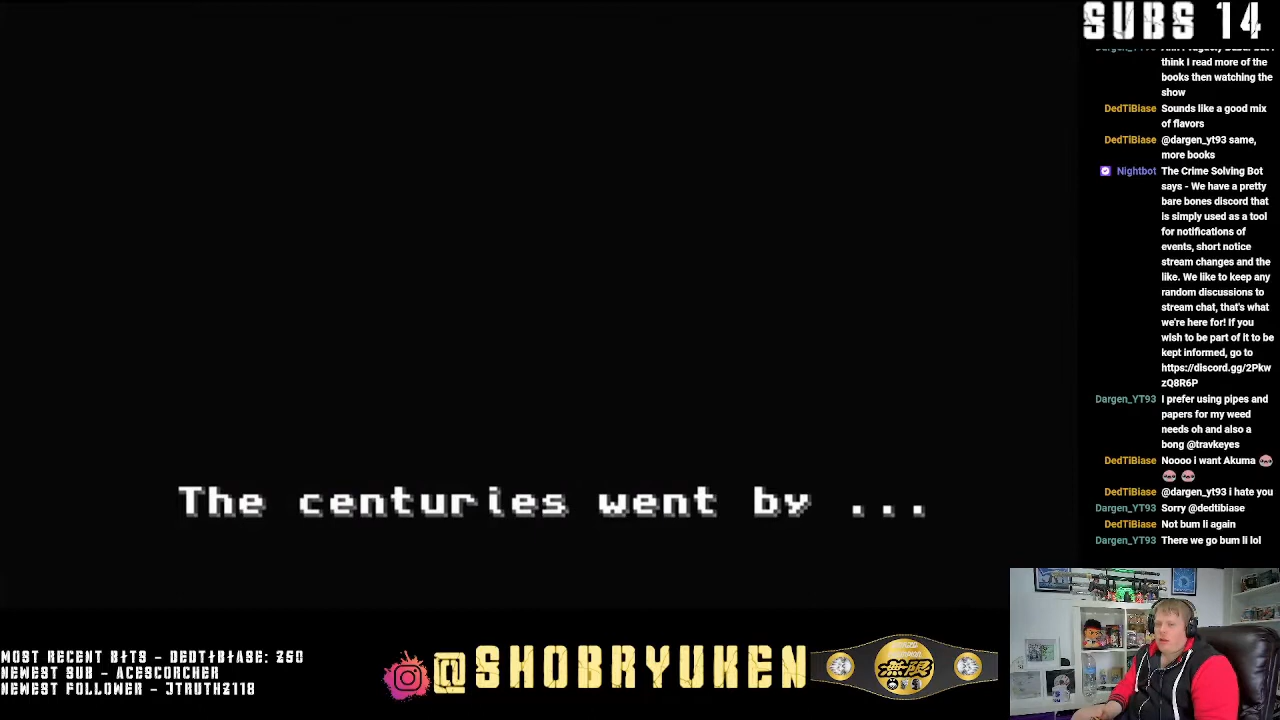 SUBS 14
think I read more of the
books then watching the
show
DedTiBiase Sounds like a good mix
of flavors
DedTiBiase @dargen_yt93 same,
more books
Nightbot The Crime Solving Bot
says - We have a pretty
bare bones discord that
is simply used as a tool
for notifications of
events, short notice
stream changes and the
like. We like to keep any
random discussions to
stream chat, that's what
we're here for! If you
wish to be part of it to be
kept informed, go to
https://discord.gg/2Pkw
zQ8R6P
Dargen_YT93 I prefer using pipes and
papers for my weed
needs oh and also a
bong @travkeyes
DedTiBiase Noooo i want Akuma
DedTiBiase @dargen_yt93 i hate you
Dargen_YT93 Sorry @dedtibiase
DedTiBiase Not bum li again
Dargen_YT93 There we go bum li lol
The centuries went by ...
MOST RECENT BITS - DEDTIBIASE: 250
NEWEST SUB - ACESCORCHER
NEWEST FOLLOWER - JTRUTH2118
@SHOBRYUKEN